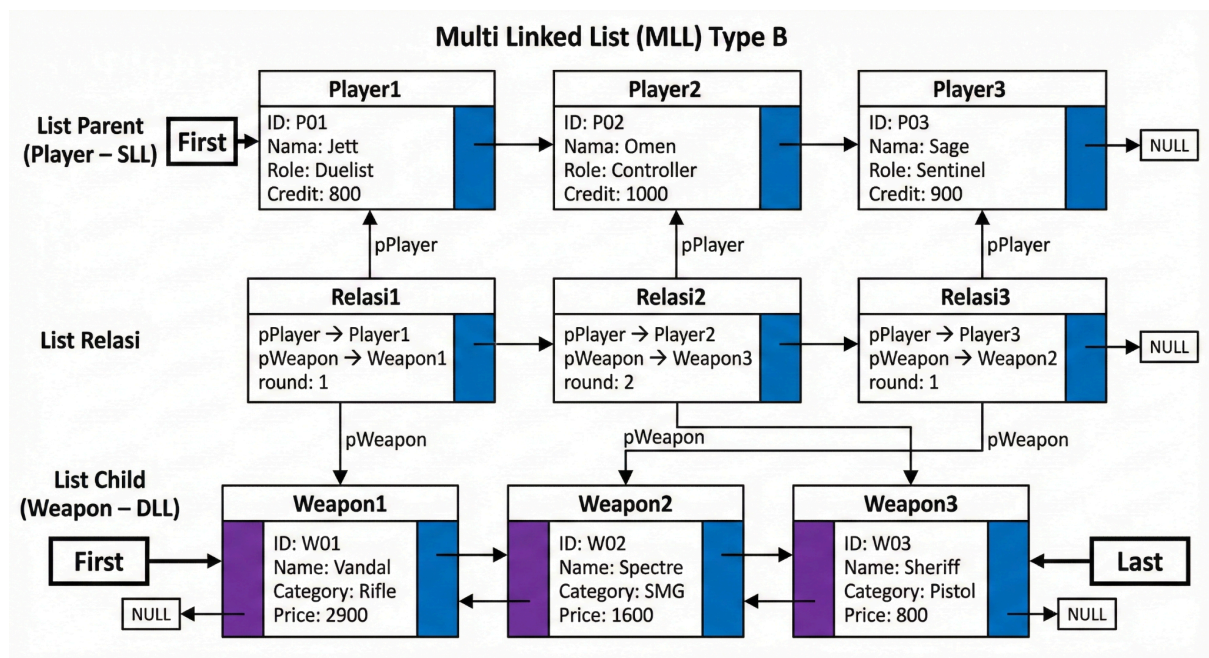 Multi Linked List (MLL) Type B
List Parent
(Player – SLL)
First
Player1
ID: P01
Nama: Jett
Role: Duelist
Credit: 800
Player2
ID: P02
Nama: Omen
Role: Controller
Credit: 1000
Player3
ID: P03
Nama: Sage
Role: Sentinel
Credit: 900
NULL
pPlayer
pPlayer
pPlayer
List Relasi
Relasi1
pPlayer → Player1
pWeapon → Weapon1
round: 1
Relasi2
pPlayer → Player2
pWeapon → Weapon3
round: 2
Relasi3
pPlayer → Player3
pWeapon → Weapon2
round: 1
NULL
pWeapon
pWeapon
pWeapon
List Child
(Weapon – DLL)
First
NULL
Weapon1
ID: W01
Name: Vandal
Category: Rifle
Price: 2900
Weapon2
ID: W02
Name: Spectre
Category: SMG
Price: 1600
Weapon3
ID: W03
Name: Sheriff
Category: Pistol
Price: 800
Last
NULL